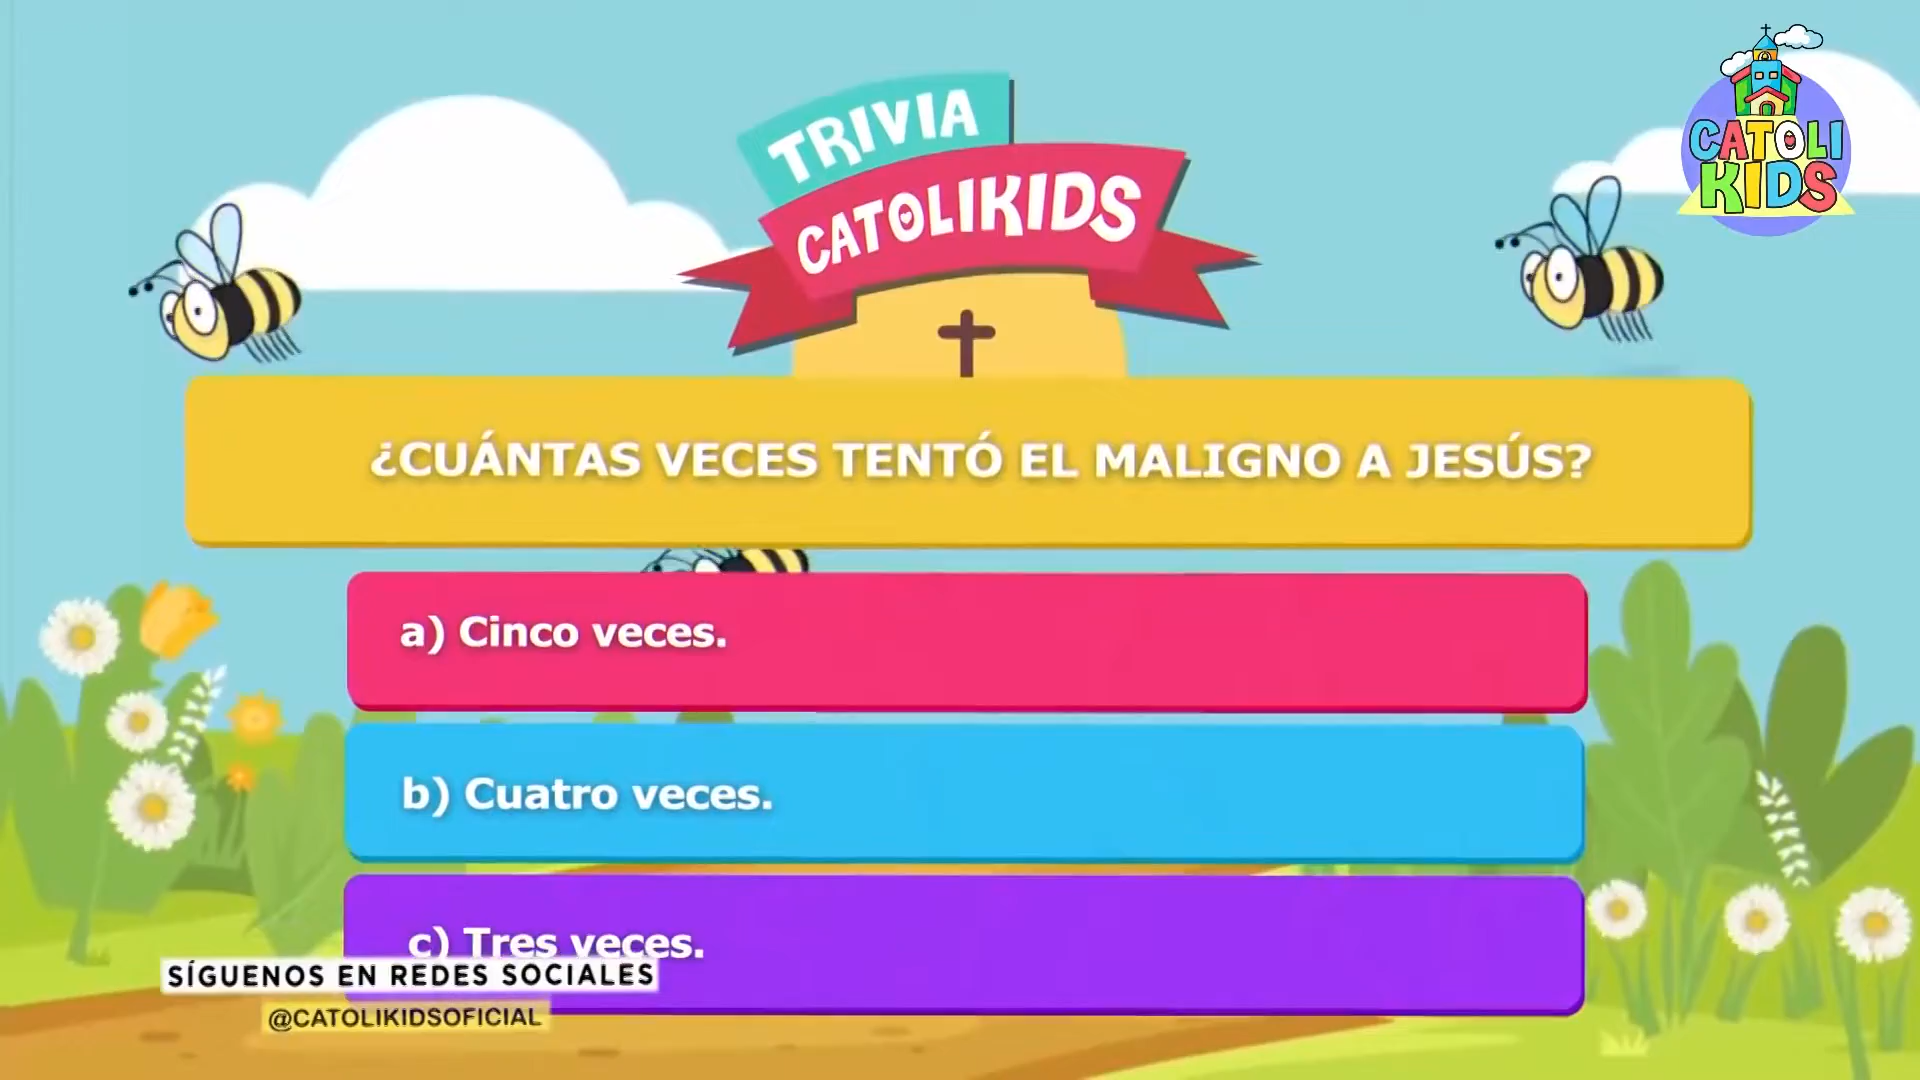 TRIVIA
CATOLIKIDS
CATOLI
KIDS
¿CUÁNTAS VECES TENTÓ EL MALIGNO A JESÚS?
a) Cinco veces.
b) Cuatro veces.
c) Tres veces.
SÍGUENOS EN REDES SOCIALES
@CATOLIKIDSOFICIAL